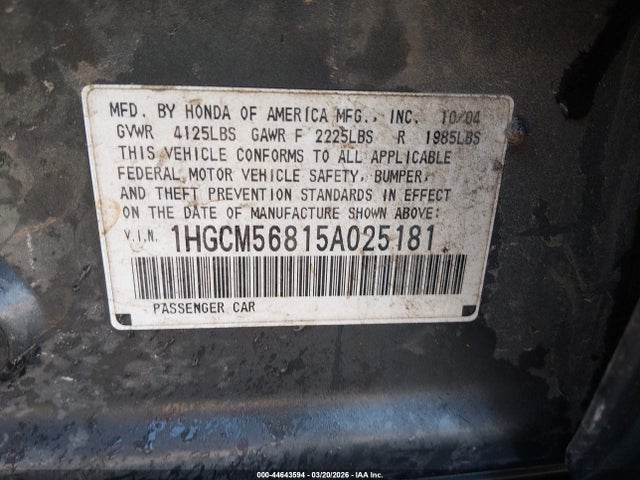 MFD. BY HONDA OF AMERICA MFG., INC. 10/04
GVWR 4125LBS GAWR F 2225LBS R 1985LBS
THIS VEHICLE CONFORMS TO ALL APPLICABLE
FEDERAL MOTOR VEHICLE SAFETY, BUMPER,
AND THEFT PREVENTION STANDARDS IN EFFECT
ON THE DATE OF MANUFACTURE SHOWN ABOVE:
V.I.N. 1HGCM56815A025181
PASSENGER CAR
000-44643594 | 03/20/2026 | IAA Inc.